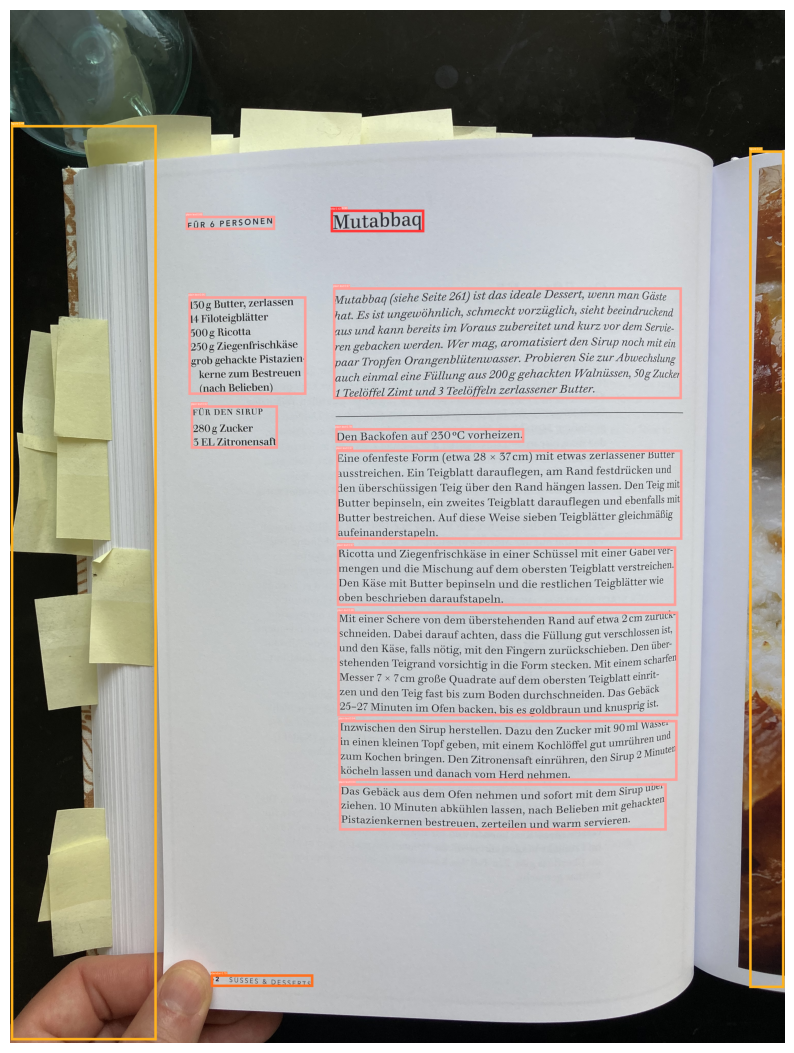 FÜR 6 PERSONEN
Mutabbaq
150 g Butter, zerlassen
14 Filoteigblätter
500 g Ricotta
250 g Ziegenfrischkäse
grob gehackte Pistazien-
kerne zum Bestreuen
(nach Belieben)
FÜR DEN SIRUP
280 g Zucker
3 EL Zitronensaft
Mutabbaq (siehe Seite 261) ist das ideale Dessert, wenn man Gäste
hat. Es ist ungewöhnlich, schmeckt vorzüglich, sieht beeindruckend
aus und kann bereits im Voraus zubereitet und kurz vor dem Servie-
ren gebacken werden. Wer mag, aromatisiert den Sirup noch mit ein
paar Tropfen Orangenblütenwasser. Probieren Sie zur Abwechslung
auch einmal eine Füllung aus 200 g gehackten Walnüssen, 50 g Zucker
1 Teelöffel Zimt und 3 Teelöffeln zerlassener Butter.
Den Backofen auf 230 °C vorheizen.
Eine ofenfeste Form (etwa 28 × 37 cm) mit etwas zerlassener Butter
ausstreichen. Ein Teigblatt darauflegen, am Rand festdrücken und
den überschüssigen Teig über den Rand hängen lassen. Den Teig mit
Butter bepinseln, ein zweites Teigblatt darauflegen und ebenfalls mit
Butter bestreichen. Auf diese Weise sieben Teigblätter gleichmäßig
aufeinanderstapeln.
Ricotta und Ziegenfrischkäse in einer Schüssel mit einer Gabel ver-
mengen und die Mischung auf dem obersten Teigblatt verstreichen.
Den Käse mit Butter bepinseln und die restlichen Teigblätter wie
oben beschrieben daraufstapeln.
Mit einer Schere von dem überstehenden Rand auf etwa 2 cm zurück-
schneiden. Dabei darauf achten, dass die Füllung gut verschlossen ist,
und den Käse, falls nötig, mit den Fingern zurückschieben. Den über-
stehenden Teigrand vorsichtig in die Form stecken. Mit einem scharfen
Messer 7 × 7 cm große Quadrate auf dem obersten Teigblatt einrit-
zen und den Teig fast bis zum Boden durchschneiden. Das Gebäck
25–27 Minuten im Ofen backen, bis es goldbraun und knusprig ist.
Inzwischen den Sirup herstellen. Dazu den Zucker mit 90 ml Wasser
in einen kleinen Topf geben, mit einem Kochlöffel gut umrühren und
zum Kochen bringen. Den Zitronensaft einrühren, den Sirup 2 Minuten
köcheln lassen und danach vom Herd nehmen.
Das Gebäck aus dem Ofen nehmen und sofort mit dem Sirup über
ziehen. 10 Minuten abkühlen lassen, nach Belieben mit gehackten
Pistazienkernen bestreuen, zerteilen und warm servieren.
2 SÜSSES & DESSERTS